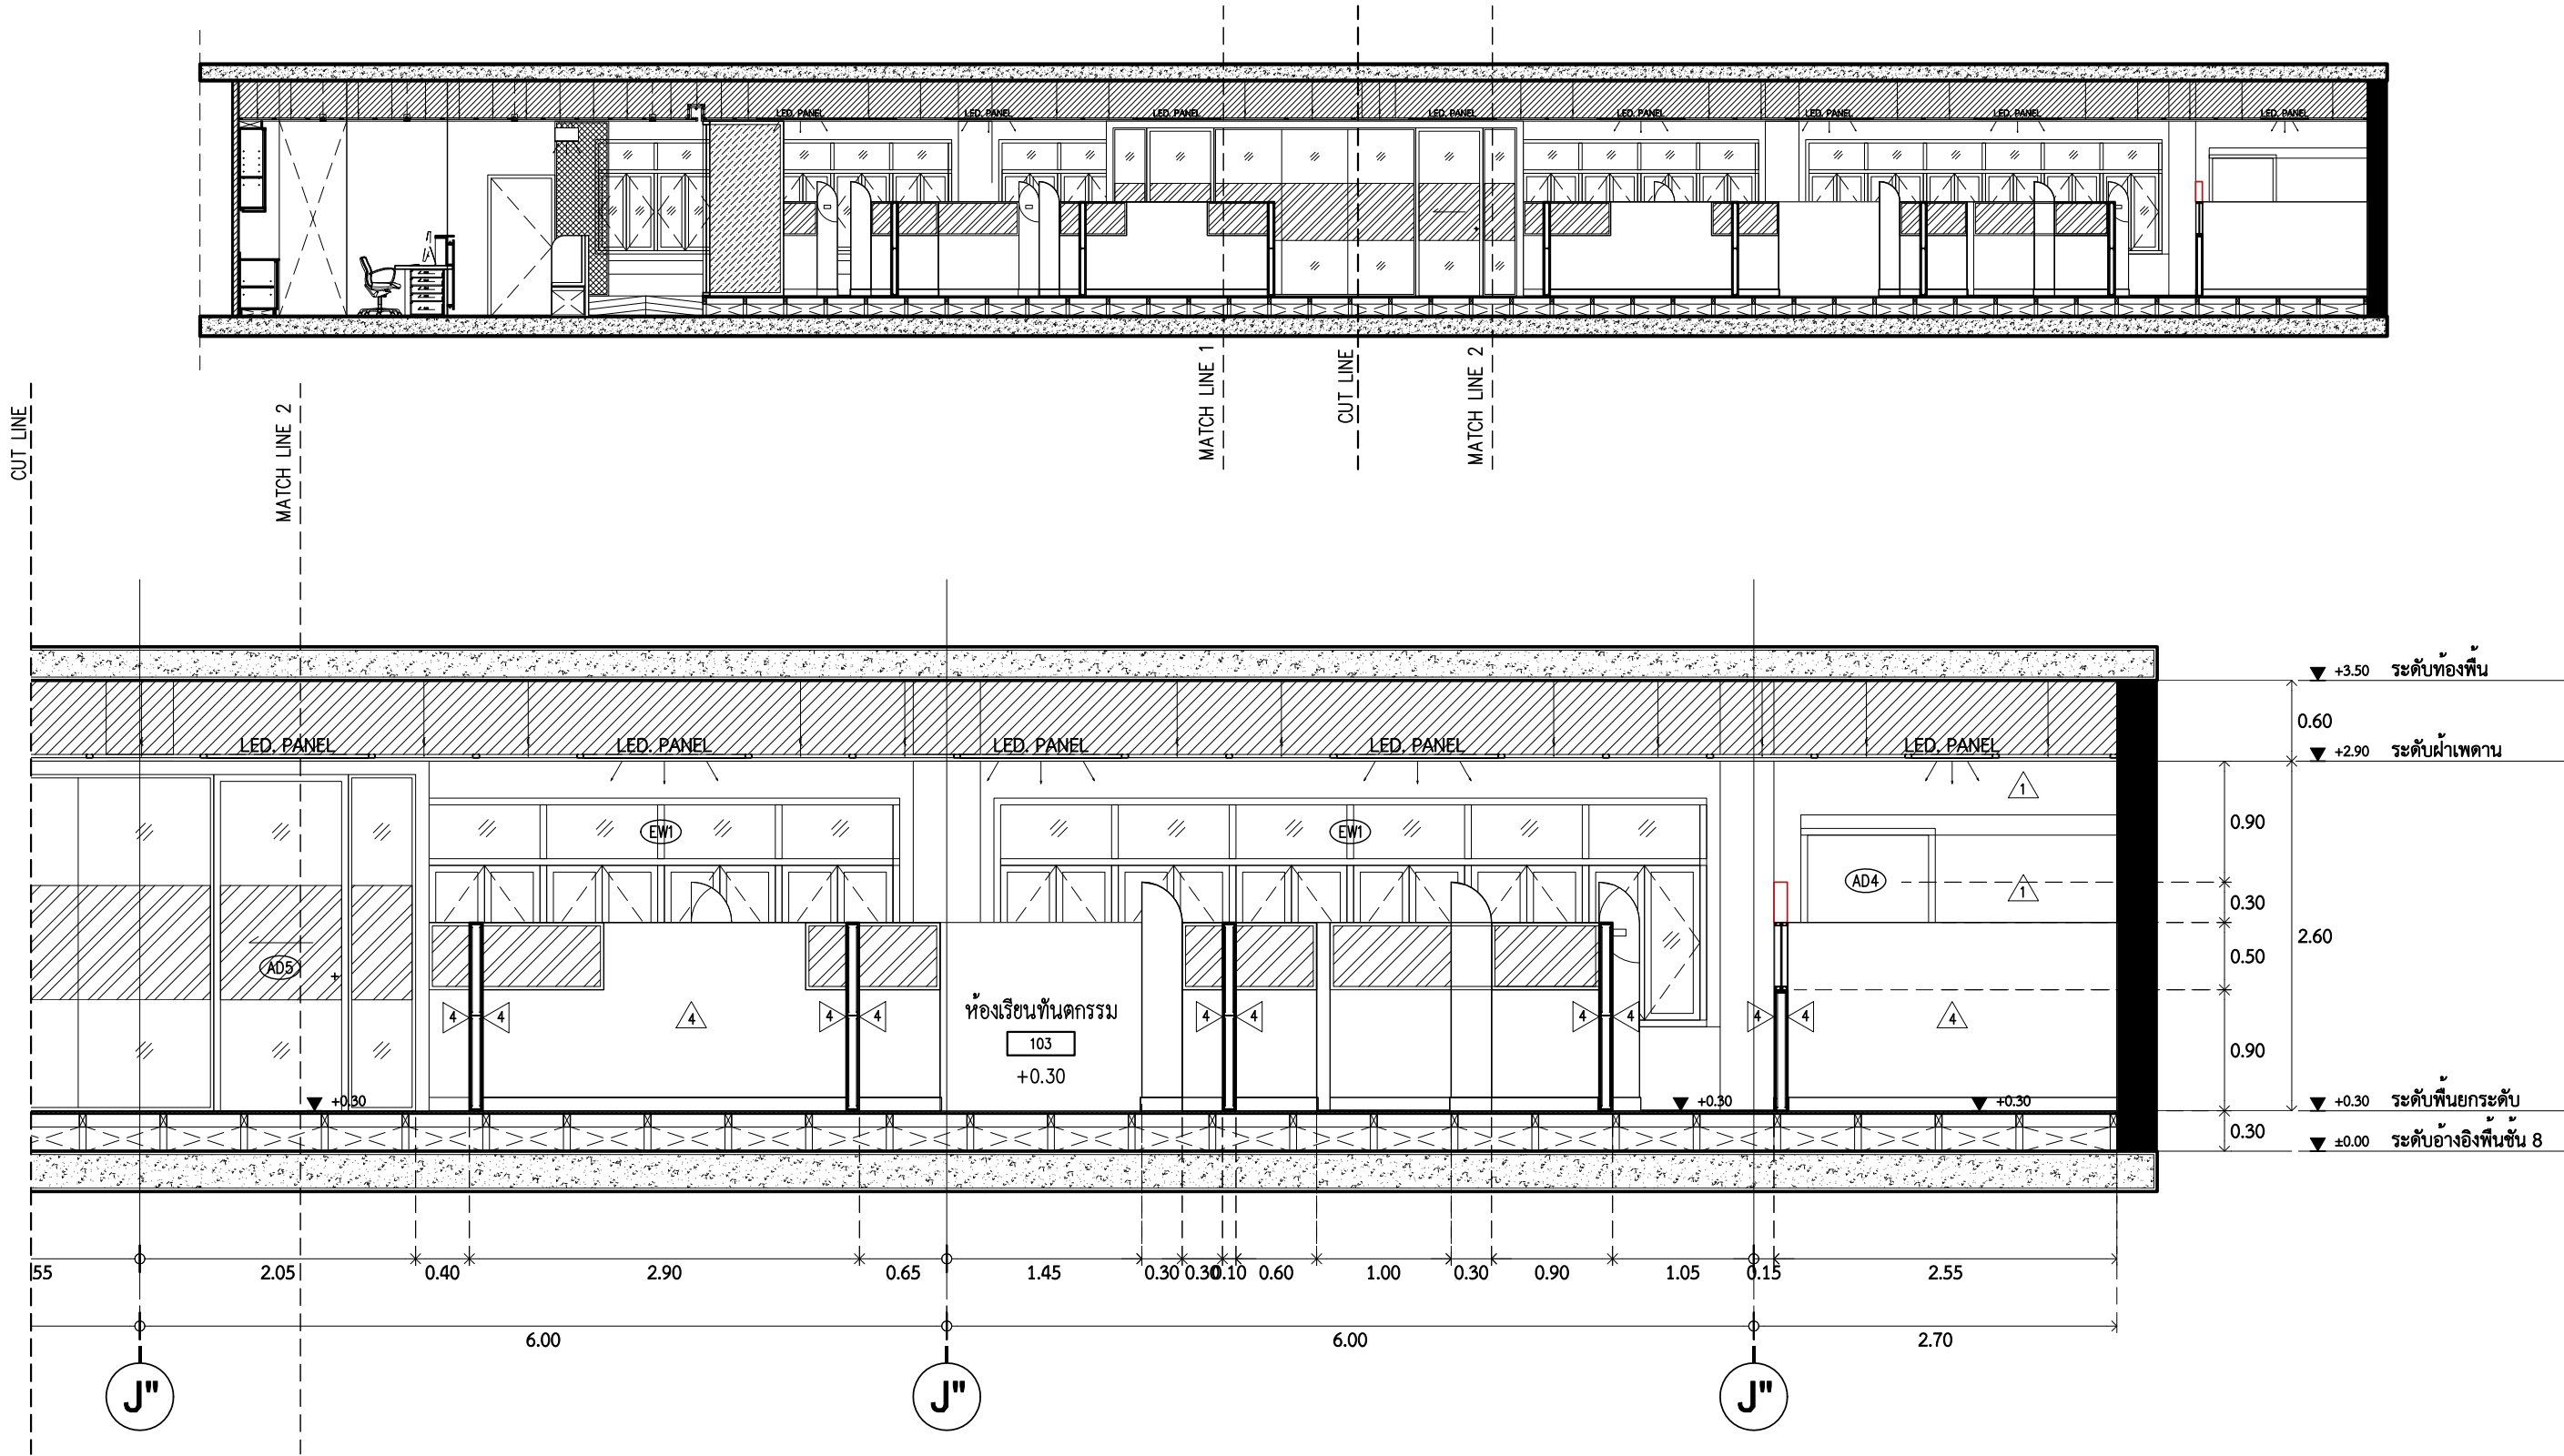 LED. PANEL LED. PANEL LED. PANEL LED. PANEL LED. PANEL LED. PANEL LED. PANEL LED. PANEL
MATCH LINE 1
CUT LINE
MATCH LINE 2
CUT LINE
MATCH LINE 2
+3.50 ระดับท้องพื้น
0.60
LED. PANEL LED. PANEL LED. PANEL LED. PANEL LED. PANEL
+2.90 ระดับฝ้าเพดาน
1
0.90
EW1 EW1
AD4 1
0.30
2.60
0.50
AD5
ห้องเรียนทันตกรรม
4 4 4 4 4 4 4 4 4 4 4 4
103
0.90
+0.30
+0.30 +0.30 +0.30
+0.30 ระดับพื้นยกระดับ
0.30
±0.00 ระดับอ้างอิงพื้นชั้น 8
55 2.05 0.40 2.90 0.65 1.45 0.30 0.30 0.10 0.60 1.00 0.30 0.90 1.05 0.15 2.55
6.00 6.00 2.70
J" J" J"